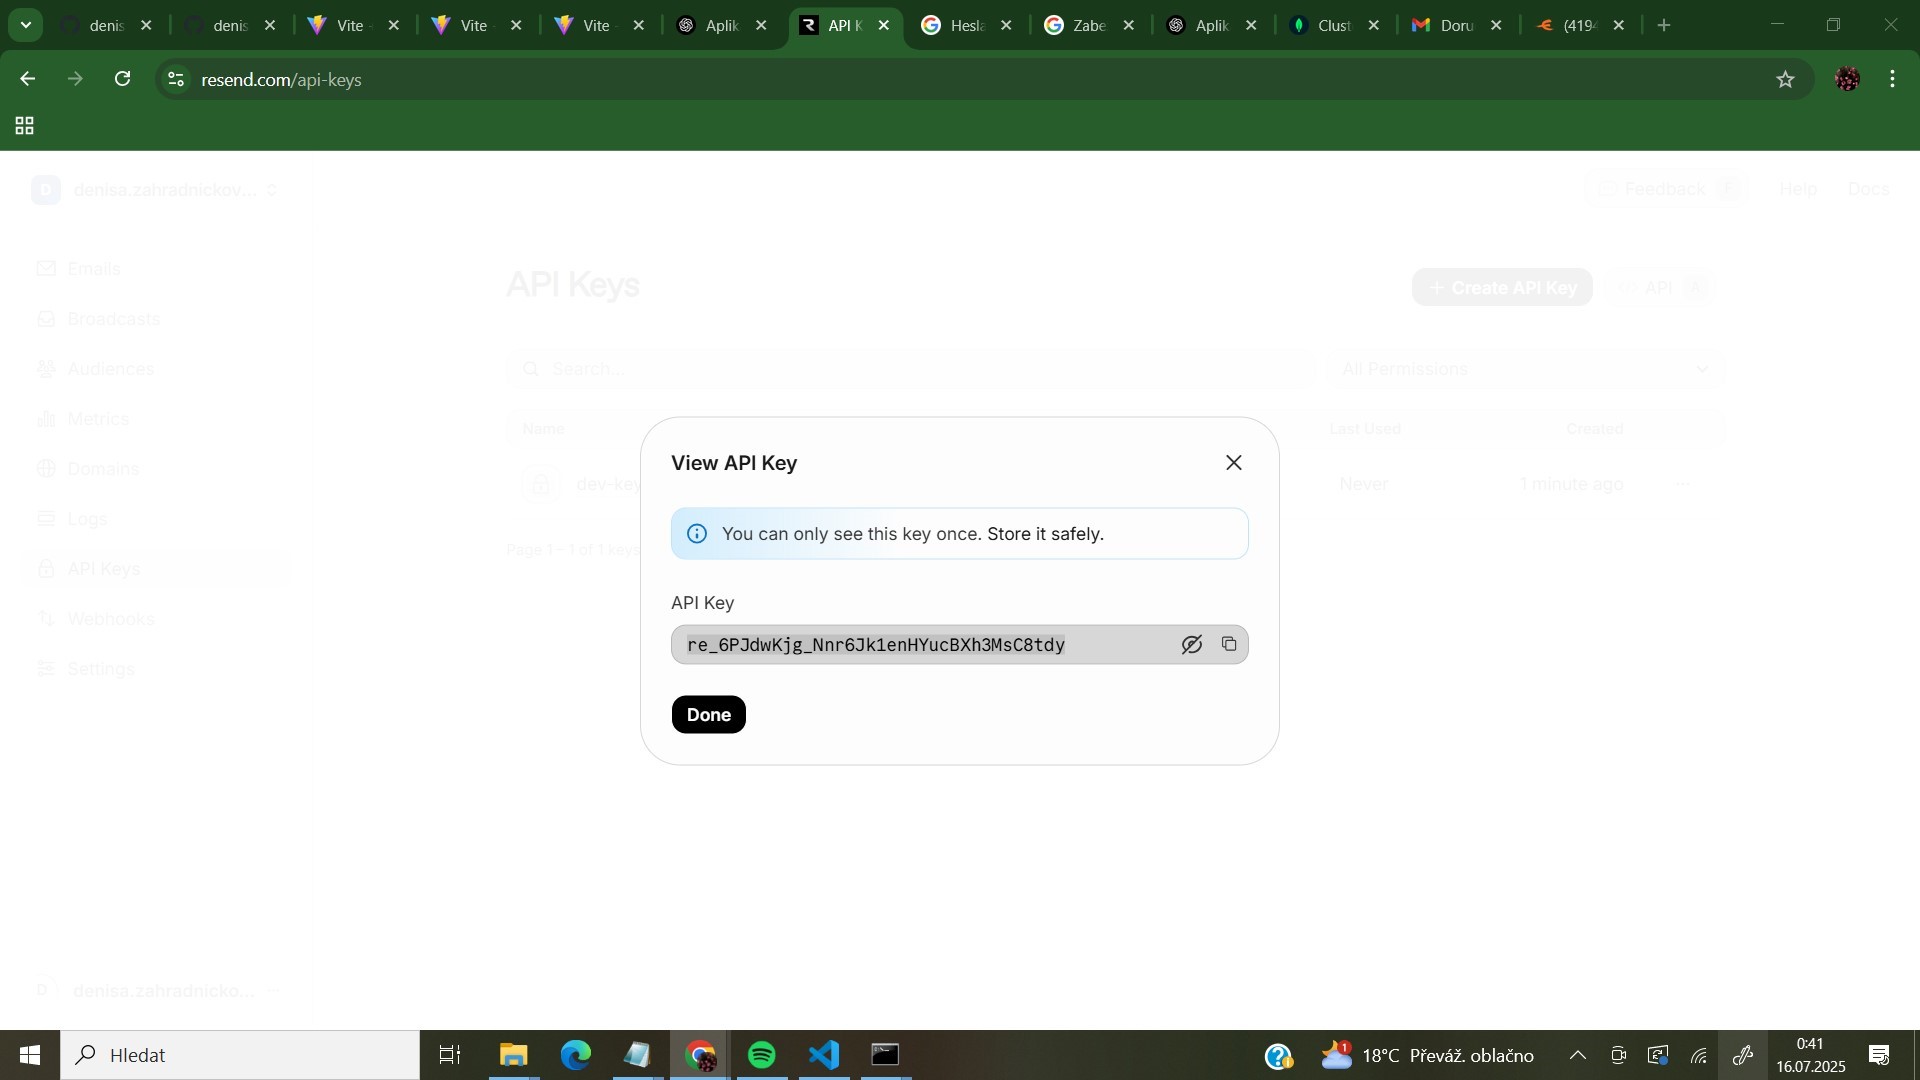 denis
denis
Vite
Vite
Vite
Aplik
API K
Hesla
Zabe
Aplik
Clust
Doru
(419
resend.com/api-keys
D denisa.zahradnickov...
Feedback F Help Docs
Emails
Broadcasts
Audiences
Metrics
Domains
Logs
API Keys
Webhooks
Settings
API Keys
Create API Key
API A
Search...
All Permissions
Name Last Used Created
dev-key Never 1 minute ago
Page 1 – 1 of 1 keys
View API Key
You can only see this key once. Store it safely.
API Key
re_6PJdwKjg_Nnr6Jk1enHYucBXh3MsC8tdy
Done
D denisa.zahradnicko...
Hledat
1
18°C Převáž. oblačno
0:41
16.07.2025